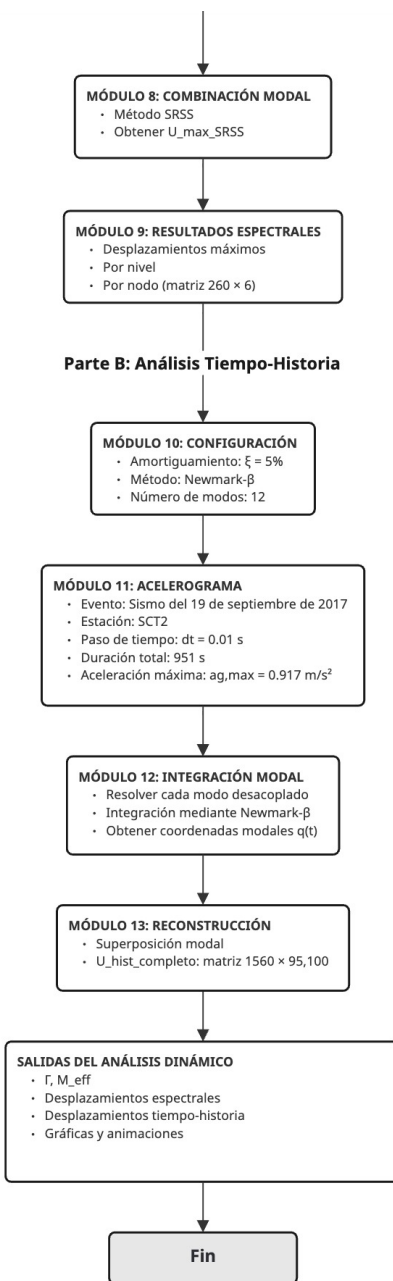 MÓDULO 8: COMBINACIÓN MODAL
• Método SRSS
• Obtener U_max_SRSS
MÓDULO 9: RESULTADOS ESPECTRALES
• Desplazamientos máximos
• Por nivel
• Por nodo (matriz 260 × 6)
Parte B: Análisis Tiempo-Historia
MÓDULO 10: CONFIGURACIÓN
• Amortiguamiento: ξ = 5%
• Método: Newmark-β
• Número de modos: 12
MÓDULO 11: ACELEROGRAMA
• Evento: Sismo del 19 de septiembre de 2017
• Estación: SCT2
• Paso de tiempo: dt = 0.01 s
• Duración total: 951 s
• Aceleración máxima: ag,max = 0.917 m/s²
MÓDULO 12: INTEGRACIÓN MODAL
• Resolver cada modo desacoplado
• Integración mediante Newmark-β
• Obtener coordenadas modales q(t)
MÓDULO 13: RECONSTRUCCIÓN
• Superposición modal
• U_hist_completo: matriz 1560 × 95,100
SALIDAS DEL ANÁLISIS DINÁMICO
• Γ, M_eff
• Desplazamientos espectrales
• Desplazamientos tiempo-historia
• Gráficas y animaciones
Fin